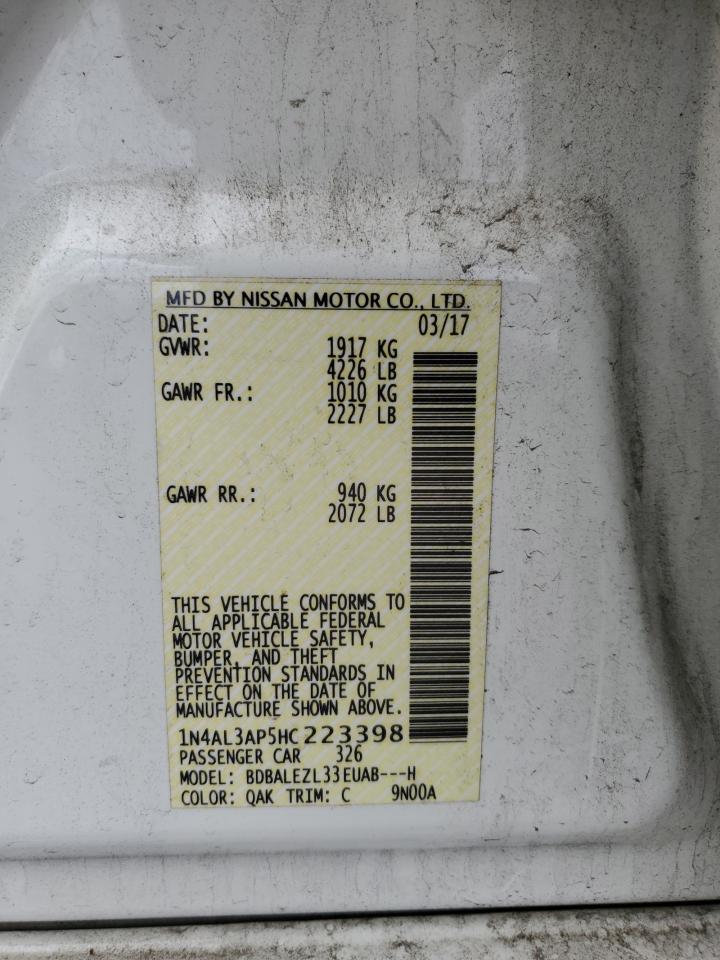 MFD BY NISSAN MOTOR CO., LTD.
DATE: 03/17
GVWR: 1917 KG
4226 LB
GAWR FR.: 1010 KG
2227 LB
GAWR RR.: 940 KG
2072 LB
THIS VEHICLE CONFORMS TO
ALL APPLICABLE FEDERAL
MOTOR VEHICLE SAFETY,
BUMPER, AND THEFT
PREVENTION STANDARDS IN
EFFECT ON THE DATE OF
MANUFACTURE SHOWN ABOVE.
1N4AL3AP5HC223398
PASSENGER CAR 326
MODEL: BDBALEZL33EUAB---H
COLOR: QAK TRIM: C 9N00A